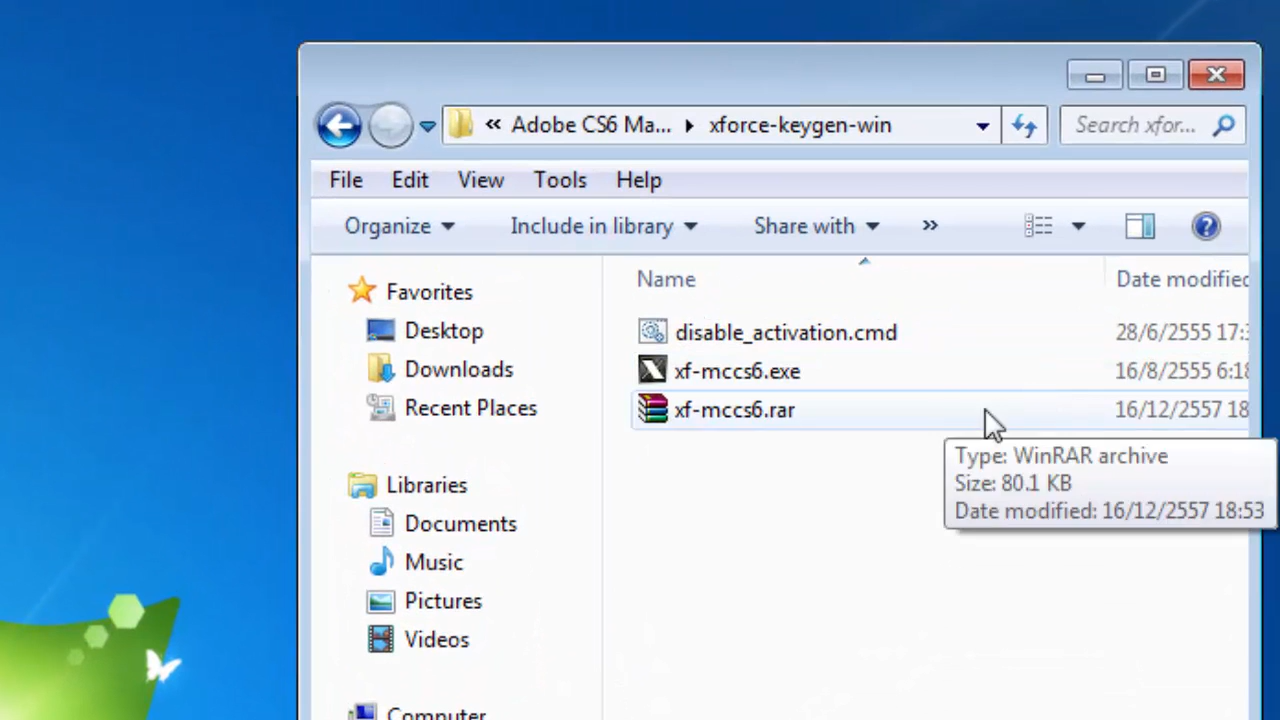 « Adobe CS6 Ma... ▸ xforce-keygen-win
Search xfor...
File Edit View Tools Help
Organize Include in library Share with »
Favorites
Desktop
Downloads
Recent Places
Libraries
Documents
Music
Pictures
Videos
Computer
Name Date modified
disable_activation.cmd 28/6/2555 17:3
xf-mccs6.exe 16/8/2555 6:18
xf-mccs6.rar 16/12/2557 18
Type: WinRAR archive
Size: 80.1 KB
Date modified: 16/12/2557 18:53